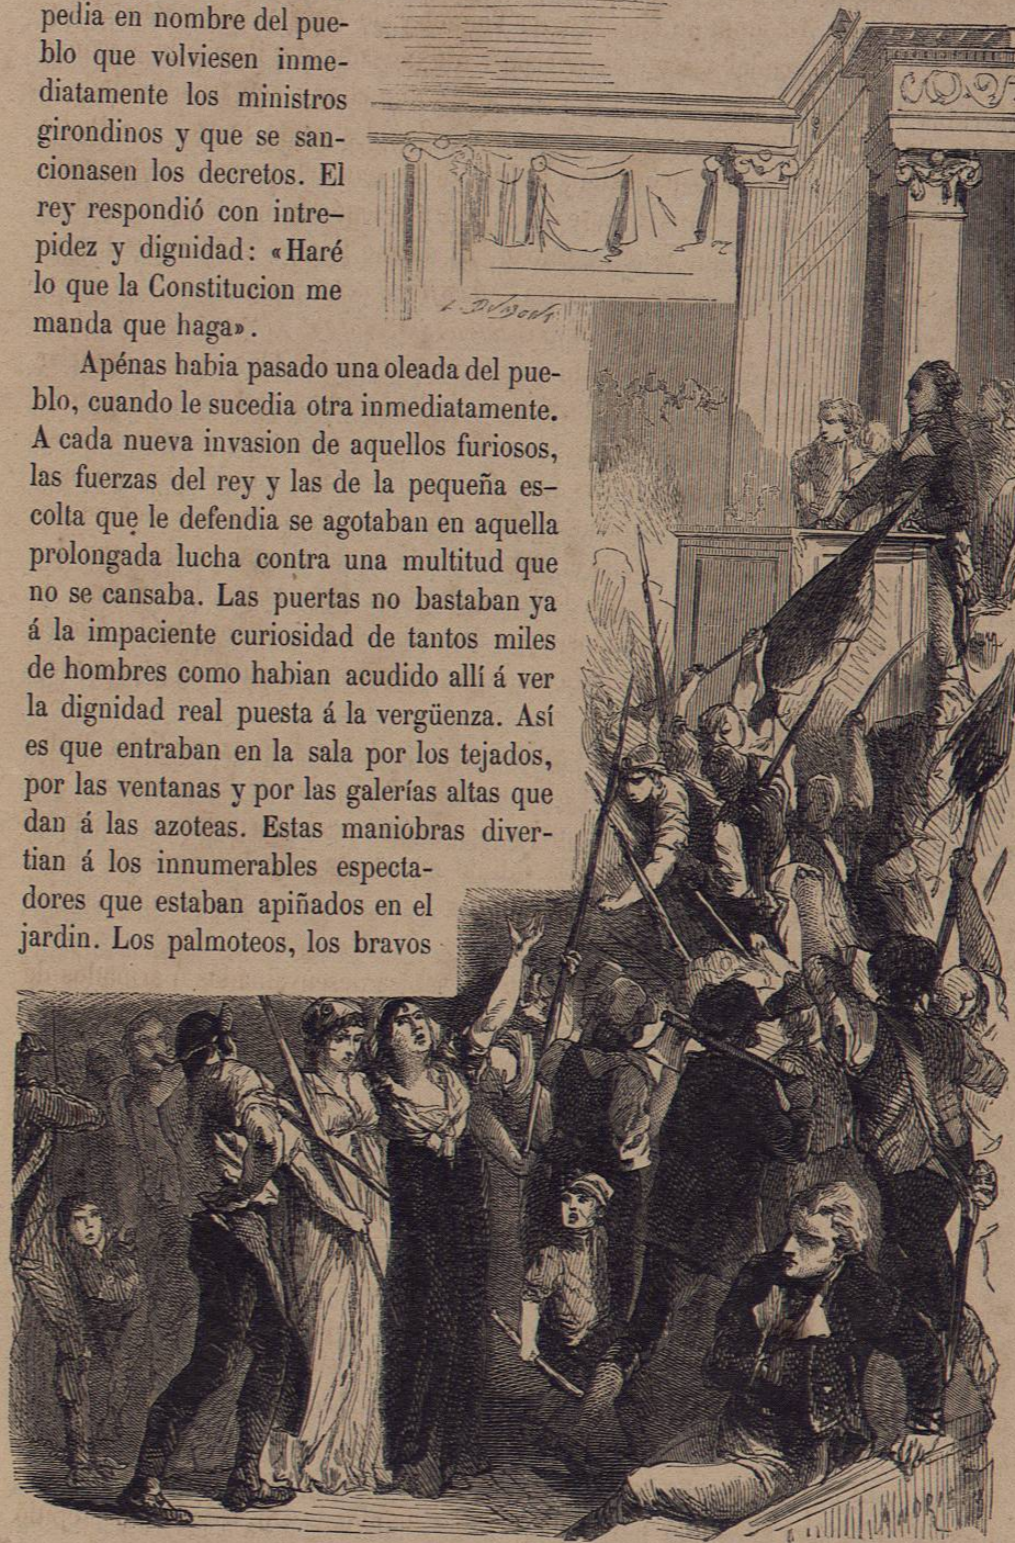 pedia en nombre del pue-
blo que volviesen inme-
diatamente los ministros
girondinos y que se san-
cionasen los decretos. El
rey respondió con intre-
pidez y dignidad: «Haré
lo que la Constitucion me
manda que haga».
Apénas habia pasado una oleada del pue-
blo, cuando le sucedia otra inmediatamente.
A cada nueva invasion de aquellos furiosos,
las fuerzas del rey y las de la pequeña es-
colta que le defendia se agotaban en aquella
prolongada lucha contra una multitud que
no se cansaba. Las puertas no bastaban ya
á la impaciente curiosidad de tantos miles
de hombres como habian acudido allí á ver
la dignidad real puesta á la vergüenza. Así
es que entraban en la sala por los tejados,
por las ventanas y por las galerías altas que
dan á las azoteas. Estas maniobras diver-
tian á los innumerables especta-
dores que estaban apiñados en el
jardin. Los palmoteos, los bravos